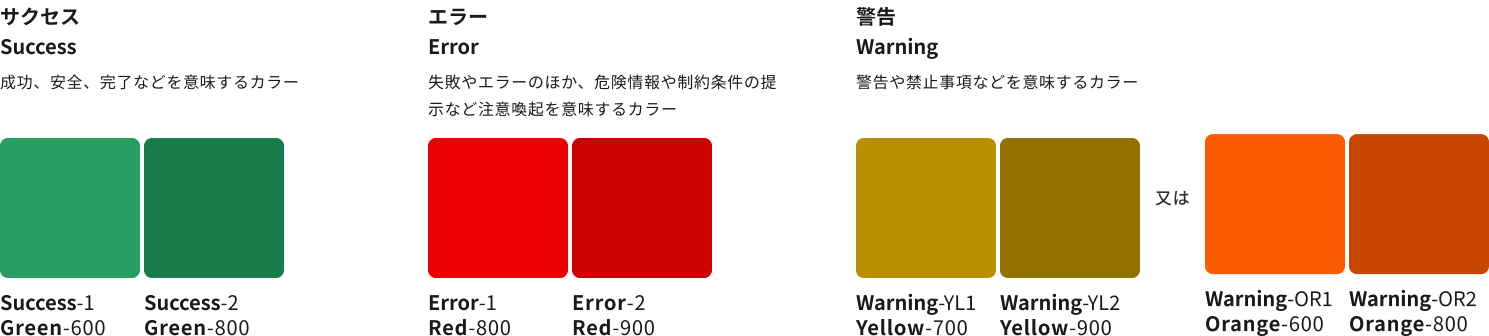 サクセス
Success
成功、安全、完了などを意味するカラー
Success-1
Green-600
Success-2
Green-800
エラー
Error
失敗やエラーのほか、危険情報や制約条件の提
示など注意喚起を意味するカラー
Error-1
Red-800
Error-2
Red-900
警告
Warning
警告や禁止事項などを意味するカラー
Warning-YL1
Yellow-700
Warning-YL2
Yellow-900
又は
Warning-OR1
Orange-600
Warning-OR2
Orange-800